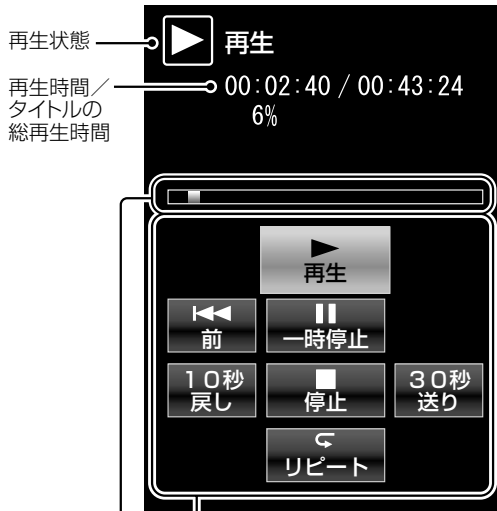 再生状態
再生
再生時間／
タイトルの
総再生時間
00:02:40 / 00:43:24
6%
再生
前
一時停止
１０秒
戻し
停止
３０秒
送り
リピート